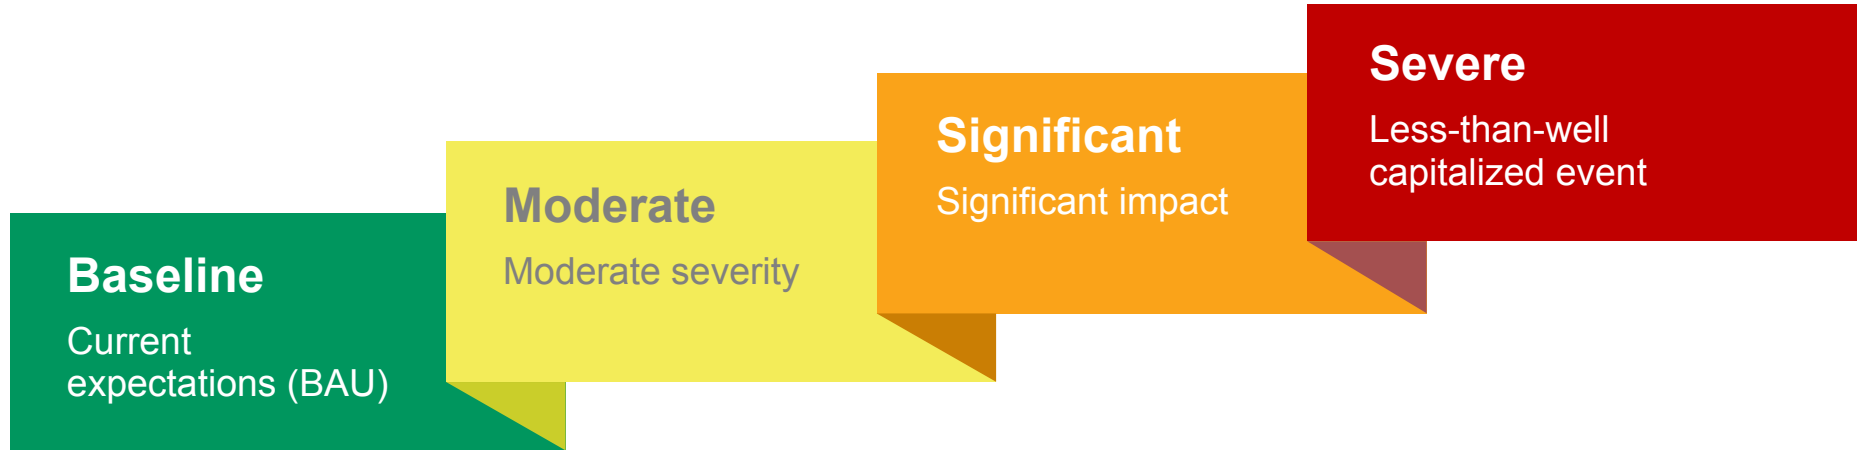 Baseline
Current
expectations (BAU)
Moderate
Moderate severity
Significant
Significant impact
Severe
Less-than-well
capitalized event